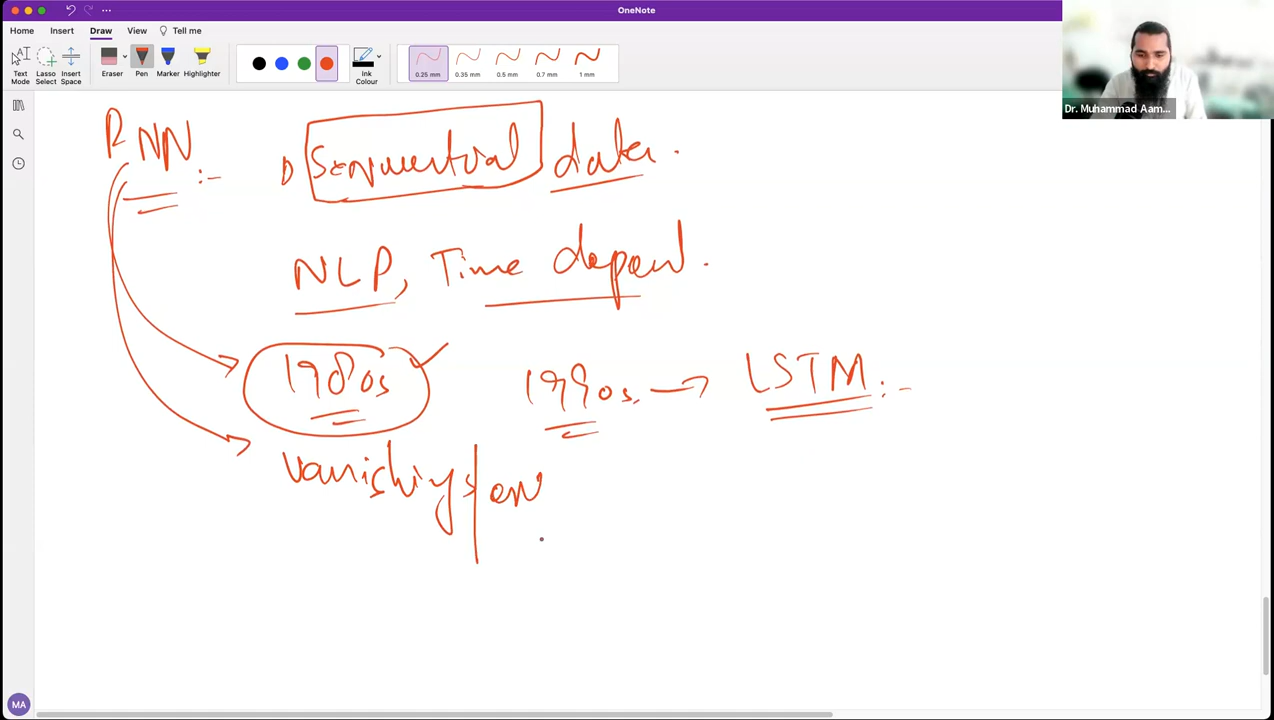 OneNote
Home Insert Draw View Tell me
Text Mode Lasso Select Insert Space Eraser Pen Marker Highlighter Ink Colour 0.25 mm 0.35 mm 0.5 mm 0.7 mm 1 mm
Dr. Muhammad Aam...
RNN :- 1) Sequential data.
NLP, Time depend.
1980s 1990s. → LSTM :-
Vanishing/
MA